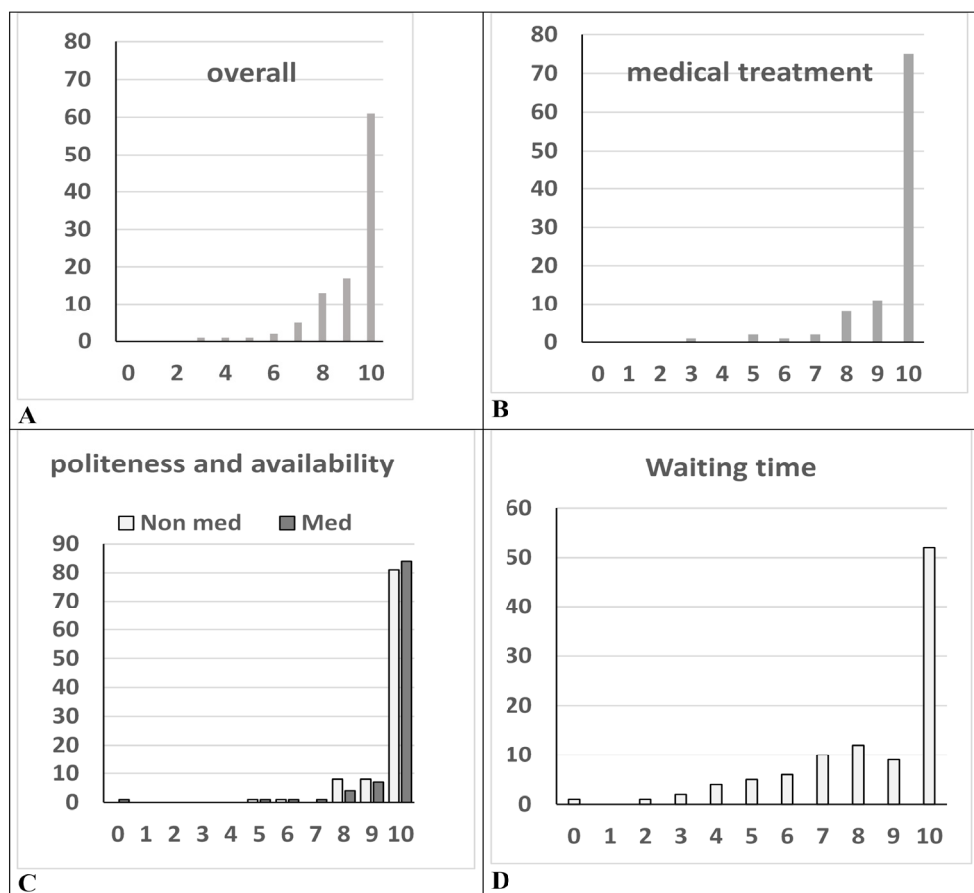 overall
80
70
60
50
40
30
20
10
0
0 2 4 6 8 10
A
medical treatment
80
70
60
50
40
30
20
10
0
0 1 2 3 4 5 6 7 8 9 10
B
politeness and availability
Non med Med
90
80
70
60
50
40
30
20
10
0
0 1 2 3 4 5 6 7 8 9 10
C
Waiting time
60
50
40
30
20
10
0
0 1 2 3 4 5 6 7 8 9 10
D